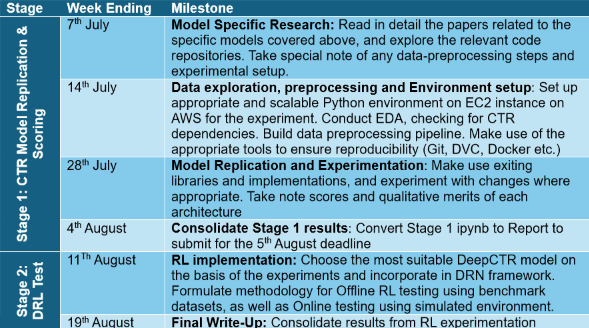 Stage Week Ending Milestone
Stage 1: CTR Model Replication &
Scoring
7th July Model Specific Research: Read in detail the papers related to the
specific models covered above, and explore the relevant code
repositories. Take special note of any data-preprocessing steps and
experimental setup.
14th July Data exploration, preprocessing and Environment setup: Set up
appropriate and scalable Python environment on EC2 instance on
AWS for the experiment. Conduct EDA, checking for CTR
dependencies. Build data preprocessing pipeline. Make use of the
appropriate tools to ensure reproducibility (Git, DVC, Docker etc.)
28th July Model Replication and Experimentation: Make use exiting
libraries and implementations, and experiment with changes where
appropriate. Take note scores and qualitative merits of each
architecture
4th August Consolidate Stage 1 results: Convert Stage 1 ipynb to Report to
submit for the 5th August deadline
Stage 2:
DRL Test
11Th August RL implementation: Choose the most suitable DeepCTR model on
the basis of the experiments and incorporate in DRN framework.
Formulate methodology for Offline RL testing using benchmark
datasets, as well as Online testing using simulated environment.
19th August Final Write-Up: Consolidate results from RL experimentation